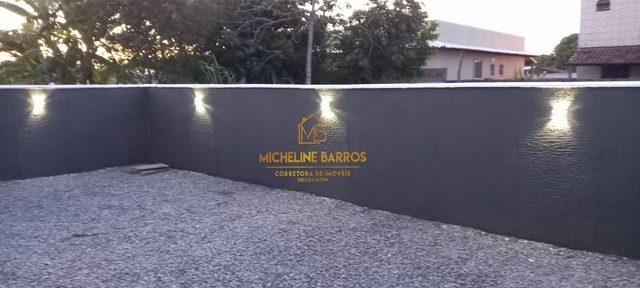 MB
MICHELINE BARROS
CORRETORA DE IMÓVEIS